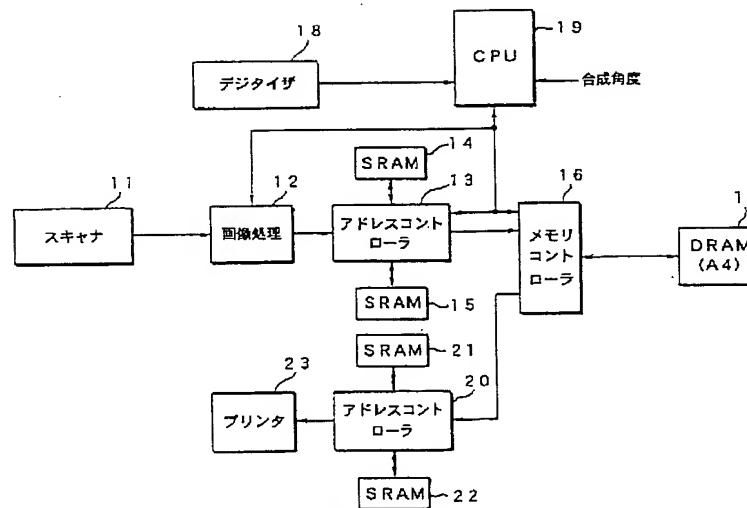 18
デジタイザ
19
CPU
合成角度
14
SRAM
11
スキャナ
12
画像処理
13
アドレスコント
ローラ
SRAM
15
16
メモリ
コント
ローラ
1
DRAM
(A4)
SRAM
21
23
プリンタ
20
アドレスコント
ローラ
SRAM
22